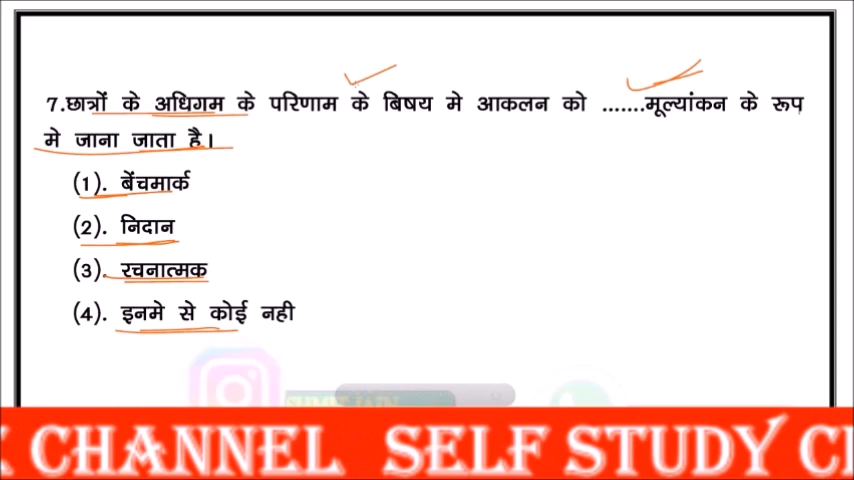 7.छात्रों के अधिगम के परिणाम के बिषय मे आकलन को .......मूल्यांकन के रूप
मे जाना जाता है।
(1). बेंचमार्क
(2). निदान
(3). रचनात्मक
(4). इनमे से कोई नही
CHANNEL SELF STUDY